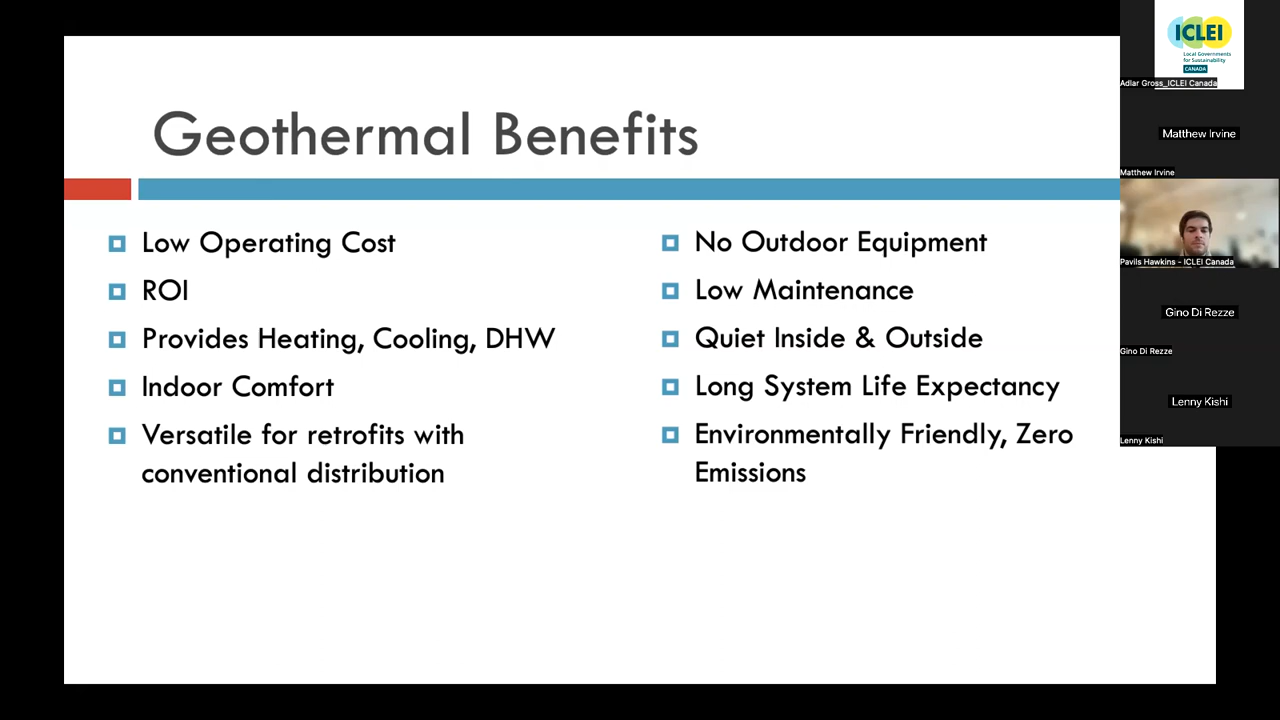 Geothermal Benefits
Low Operating Cost
ROI
Provides Heating, Cooling, DHW
Indoor Comfort
Versatile for retrofits with
conventional distribution
No Outdoor Equipment
Low Maintenance
Quiet Inside & Outside
Long System Life Expectancy
Environmentally Friendly, Zero
Emissions
ICLEI
Local Governments
for Sustainability
CANADA
Adlar Gross_ICLEI Canada
Matthew Irvine
Matthew Irvine
Pavils Hawkins - ICLEI Canada
Gino Di Rezze
Gino Di Rezze
Lenny Kishi
Lenny Kishi